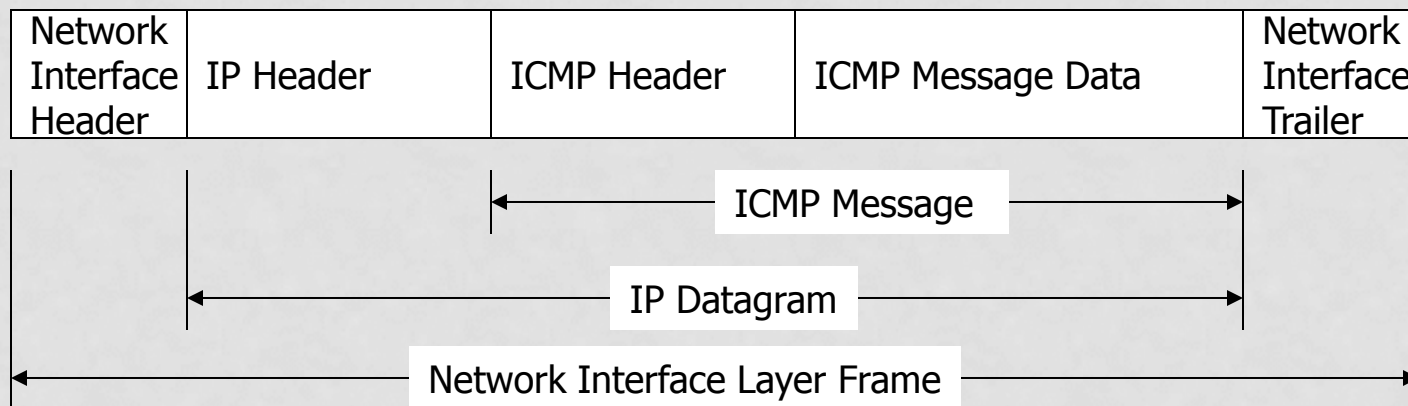 Network
Interface
Header
IP Header
ICMP Header
ICMP Message Data
Network
Interface
Trailer
ICMP Message
IP Datagram
Network Interface Layer Frame